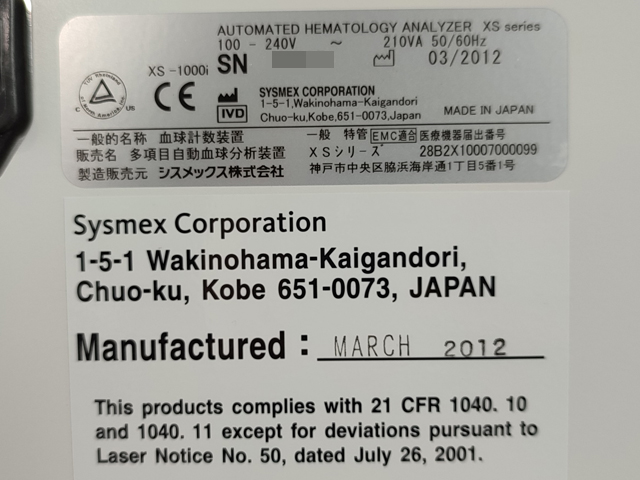 AUTOMATED HEMATOLOGY ANALYZER XS series
100 - 240V ~ 210VA 50/60Hz
XS-1000i SN 03/2012
C US
CE
IVD
SYSMEX CORPORATION
1-5-1,Wakinohama-Kaigandori
Chuo-ku,Kobe,651-0073,Japan
MADE IN JAPAN
一般的名称 血球計数装置
一般 特管 EMC適合 医療機器届出番号
販売名 多項目自動血球分析装置 XSシリーズ 28B2X10007000099
製造販売元 シスメックス株式会社 神戸市中央区脇浜海岸通1丁目5番1号
Sysmex Corporation
1-5-1 Wakinohama-Kaigandori,
Chuo-ku, Kobe 651-0073, JAPAN
Manufactured : MARCH 2012
This products complies with 21 CFR 1040. 10
and 1040. 11 except for deviations pursuant to
Laser Notice No. 50, dated July 26, 2001.